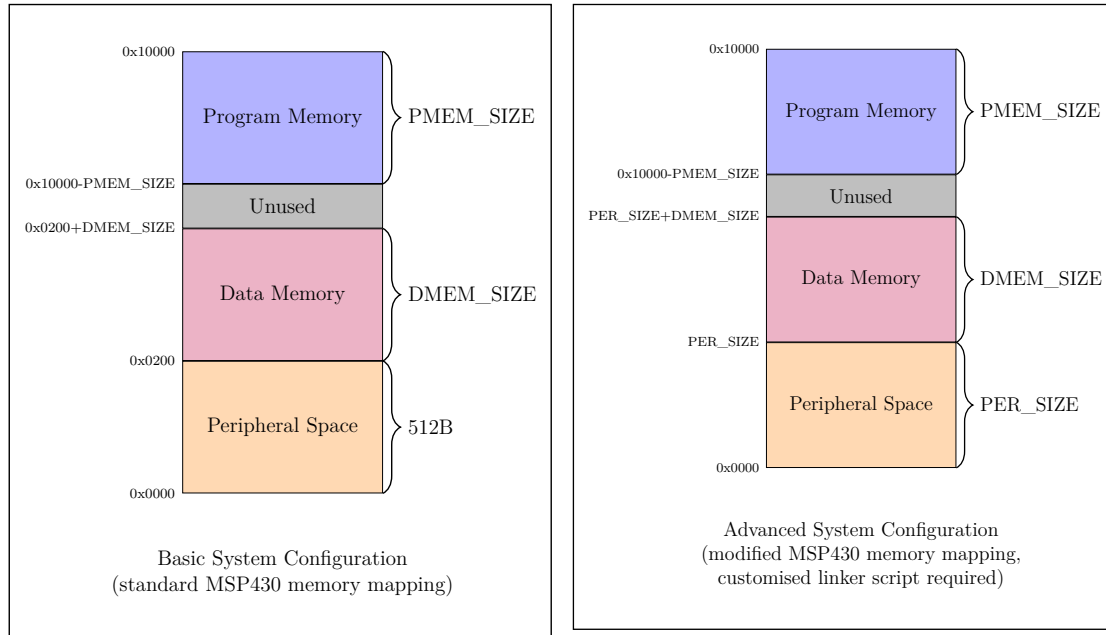 0x10000
Program Memory
PMEM_SIZE
0x10000-PMEM_SIZE
Unused
0x0200+DMEM_SIZE
Data Memory
DMEM_SIZE
0x0200
Peripheral Space
512B
0x0000
Basic System Configuration
(standard MSP430 memory mapping)
0x10000
Program Memory
PMEM_SIZE
0x10000-PMEM_SIZE
Unused
PER_SIZE+DMEM_SIZE
Data Memory
DMEM_SIZE
PER_SIZE
Peripheral Space
PER_SIZE
0x0000
Advanced System Configuration
(modified MSP430 memory mapping,
customised linker script required)